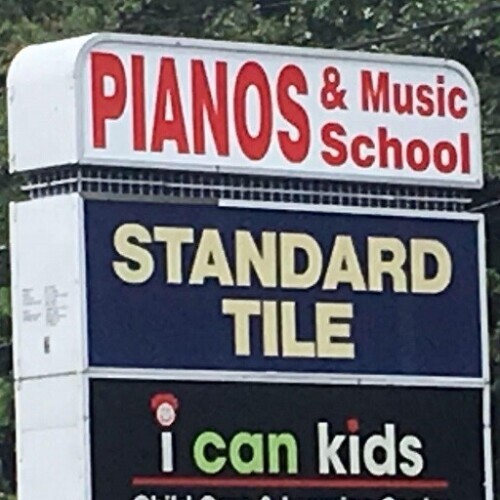 PIANOS & Music
School
STANDARD
TILE
i can kids